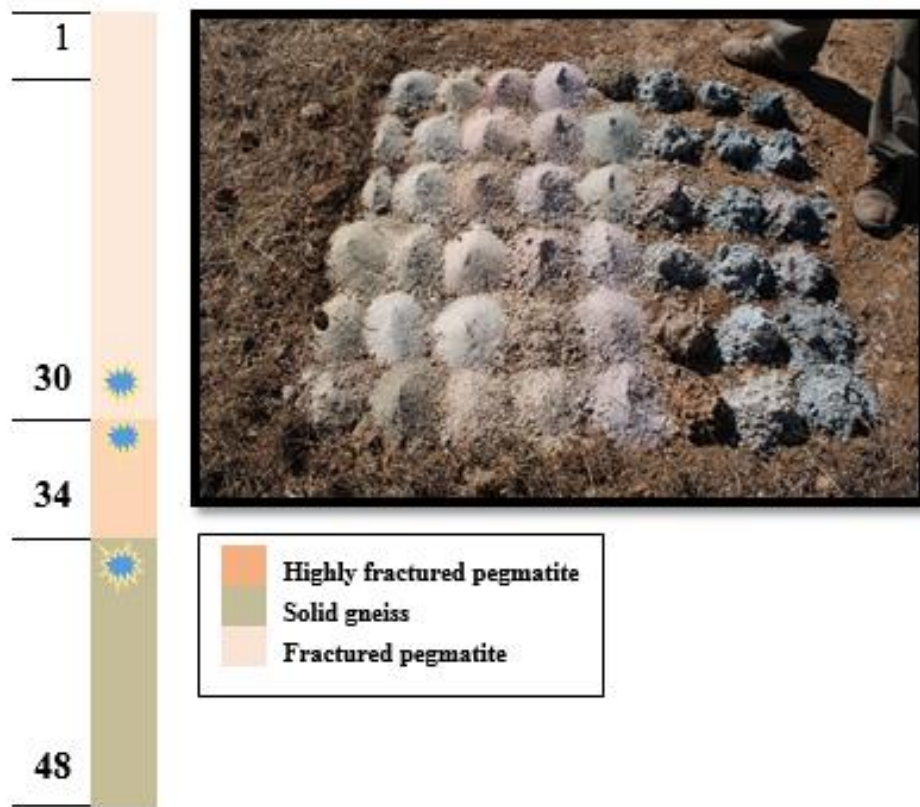 1
30
34
48
Highly fractured pegmatite
Solid gneiss
Fractured pegmatite